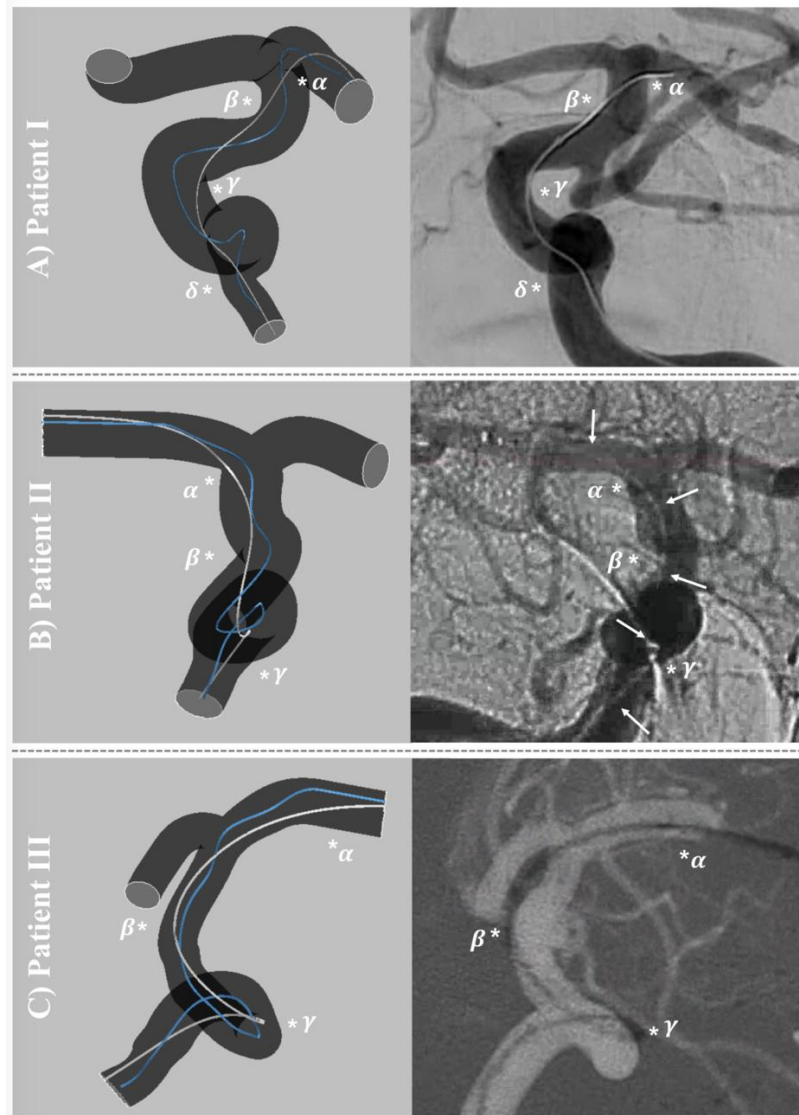 A) Patient I
β*
* α
* γ
δ*
β*
* α
* γ
δ*
B) Patient II
α*
β*
* γ
α*
β*
* γ
C) Patient III
*α
β*
* γ
*α
β*
* γ